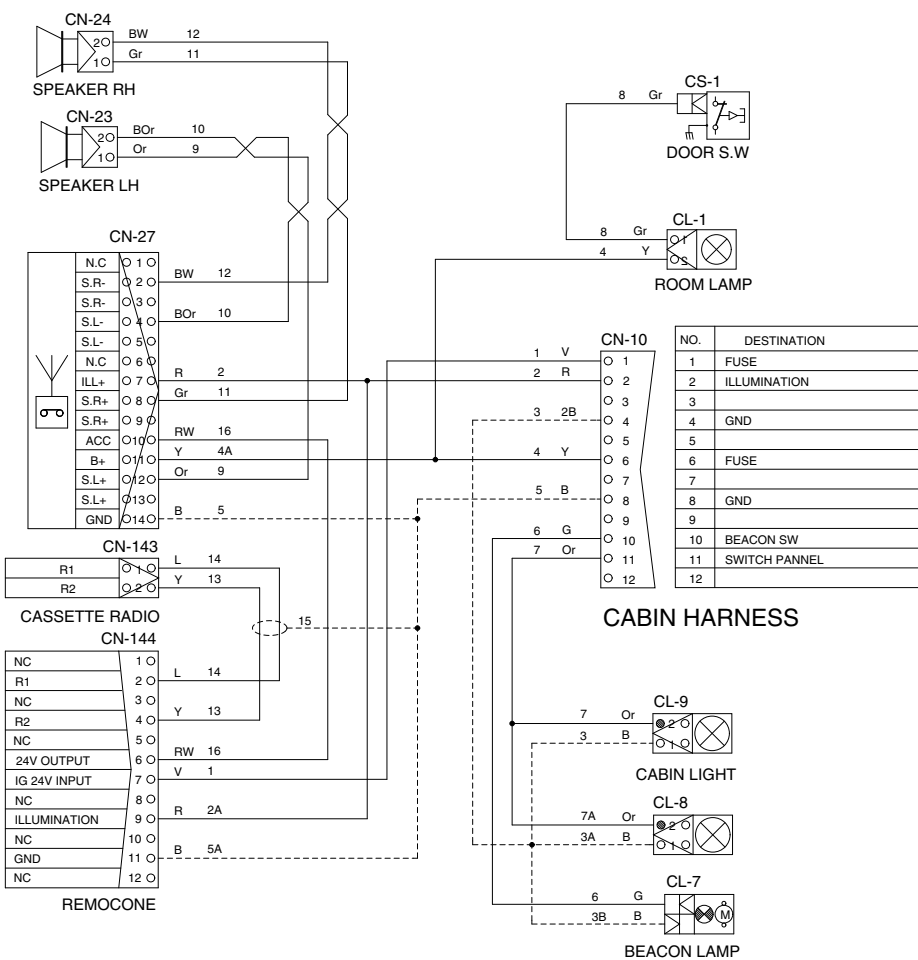 CN-24
2 BW 12
1 Gr 11
SPEAKER RH
CN-23
2 BOr 10
1 Or 9
SPEAKER LH
CS-1
8 Gr
DOOR S.W
CL-1
8 Gr 1
4 Y 2
ROOM LAMP
CN-27
N.C 1
S.R- 2 BW 12
S.R- 3
S.L- 4 BOr 10
S.L- 5
N.C 6
ILL+ 7 R 2
S.R+ 8 Gr 11
S.R+ 9
ACC 10 RW 16
B+ 11 Y 4A
S.L+ 12 Or 9
S.L+ 13
GND 14 B 5
CN-143
R1 1 L 14
R2 2 Y 13
CASSETTE RADIO
15
CN-144
NC 1
R1 2 L 14
NC 3
R2 4 Y 13
NC 5
24V OUTPUT 6 RW 16
IG 24V INPUT 7 V 1
NC 8
ILLUMINATION 9 R 2A
NC 10
GND 11 B 5A
NC 12
REMOCONE
CN-10
1 V 1
2 R 2
3
3 2B 4
5
4 Y 6
7
5 B 8
9
6 G 10
7 Or 11
12
NO. DESTINATION
1 FUSE
2 ILLUMINATION
3
4 GND
5
6 FUSE
7
8 GND
9
10 BEACON SW
11 SWITCH PANNEL
12
CABIN HARNESS
CL-9
7 Or 2
3 B 1
CABIN LIGHT
CL-8
7A Or 2
3A B 1
CL-7
6 G
3B B
M
BEACON LAMP